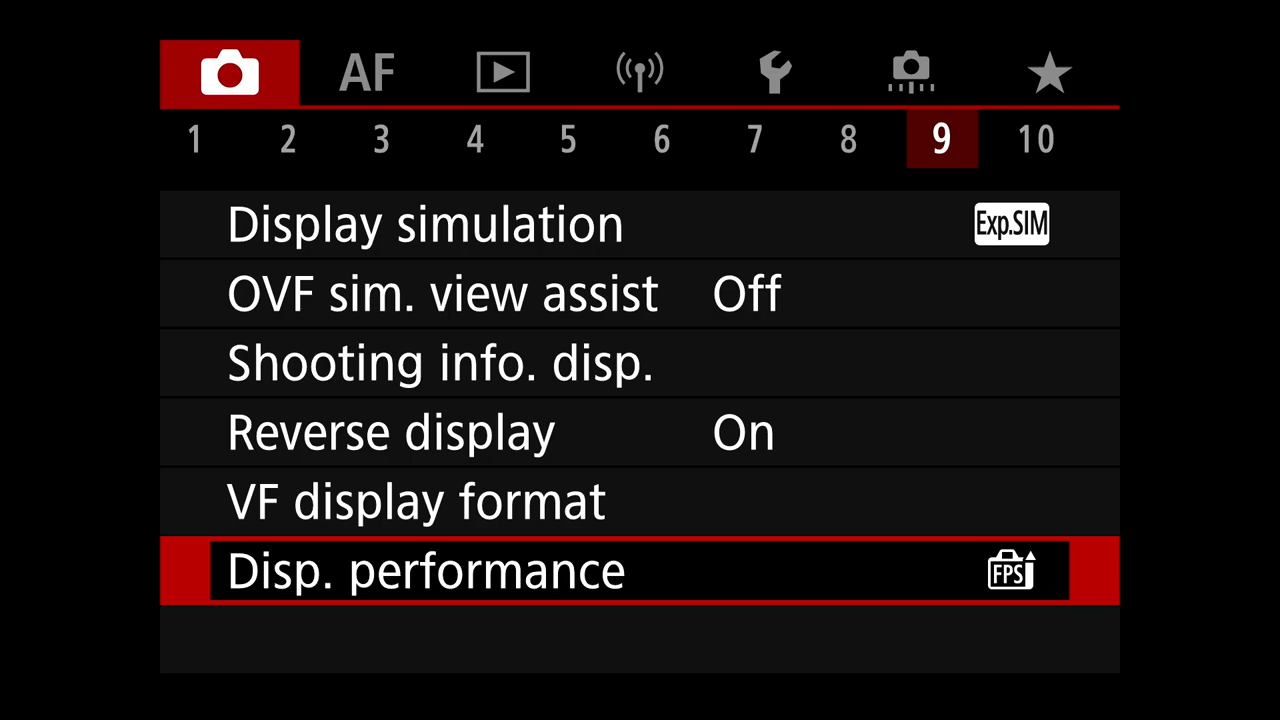 AF
1 2 3 4 5 6 7 8 9 10
Display simulation Exp.SIM
OVF sim. view assist Off
Shooting info. disp.
Reverse display On
VF display format
Disp. performance FPS